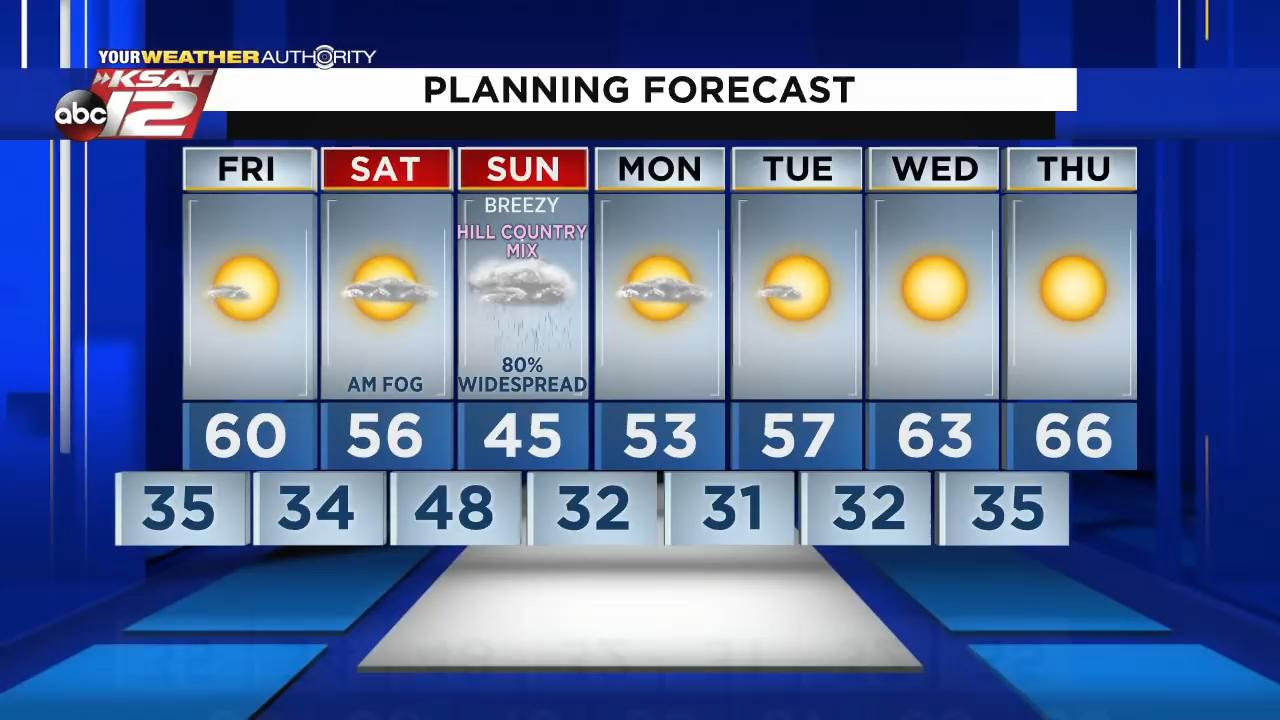 YOURWEATHERAUTHORITY
KSAT
abc
12
PLANNING FORECAST
FRI
SAT
SUN
MON
TUE
WED
THU
BREEZY
HILL COUNTRY
MIX
AM FOG
80%
WIDESPREAD
60
56
45
53
57
63
66
35
34
48
32
31
32
35